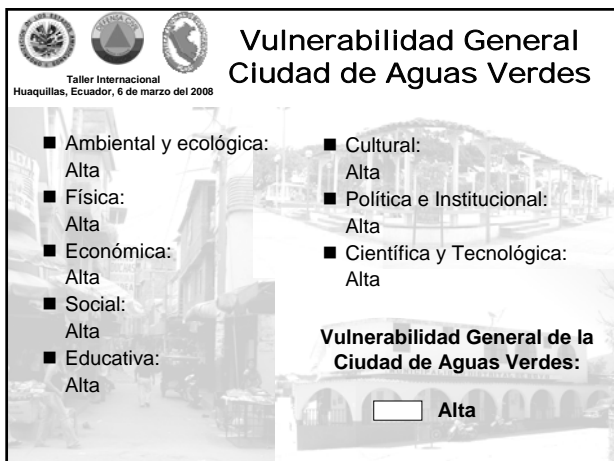 DEFENSA CIVIL
Taller Internacional
Huaquillas, Ecuador, 6 de marzo del 2008
Vulnerabilidad General
Ciudad de Aguas Verdes
■ Ambiental y ecológica:
Alta
■ Física:
Alta
■ Económica:
Alta
■ Social:
Alta
■ Educativa:
Alta
■ Cultural:
Alta
■ Política e Institucional:
Alta
■ Científica y Tecnológica:
Alta
Vulnerabilidad General de la
Ciudad de Aguas Verdes:
Alta